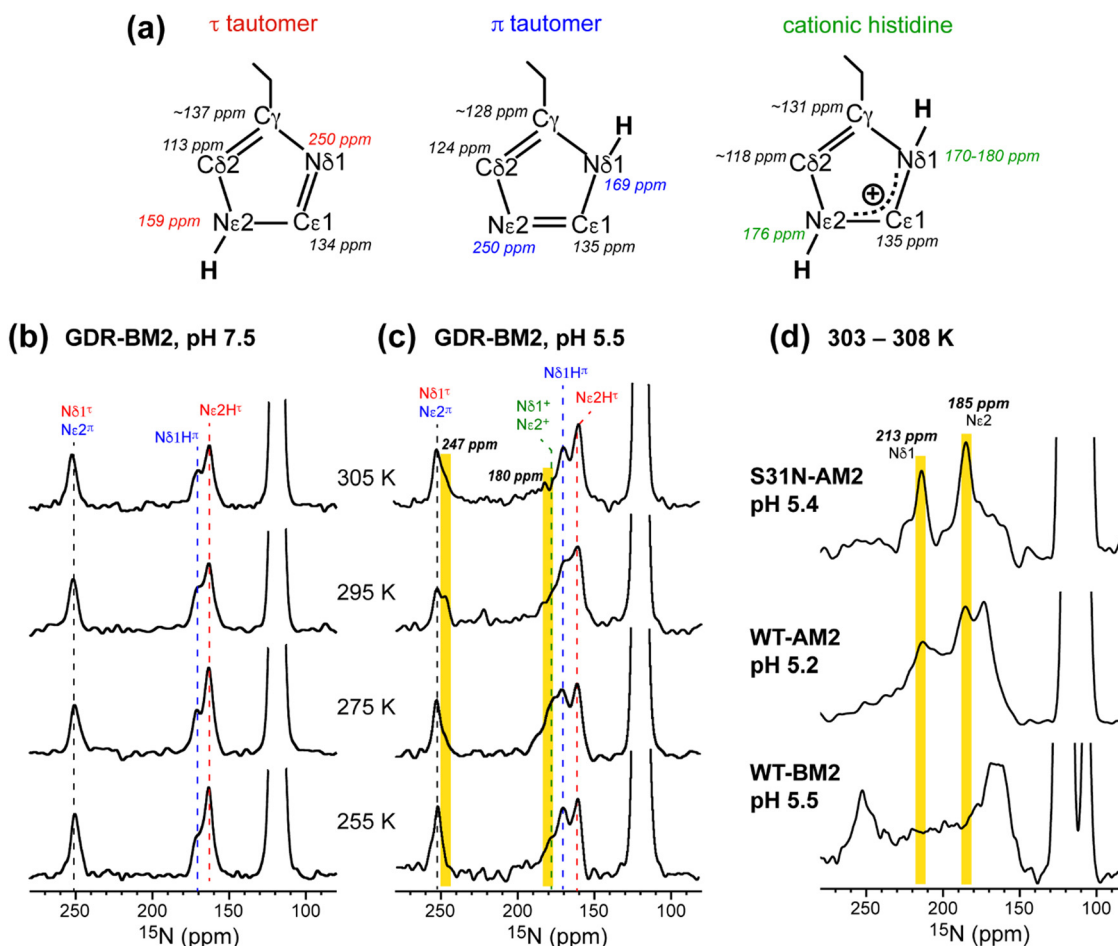 (a) τ tautomer π tautomer cationic histidine
~137 ppm Cγ 113 ppm Cδ2 250 ppm Nδ1 159 ppm Nε2 Cε1 134 ppm H
~128 ppm Cγ H 124 ppm Cδ2 Nδ1 169 ppm Nε2 Cε1 250 ppm 135 ppm
~131 ppm Cγ H ~118 ppm Cδ2 Nδ1 170-180 ppm + 176 ppm Nε2 Cε1 135 ppm H
(b) GDR-BM2, pH 7.5
Nδ1τ
Nε2π
Nδ1Hπ
Nε2Hτ
250 200 150 100
15N (ppm)
(c) GDR-BM2, pH 5.5
Nδ1τ
Nε2π
247 ppm
180 ppm
Nδ1+
Nε2+
Nδ1Hπ
Nε2Hτ
305 K
295 K
275 K
255 K
250 200 150 100
15N (ppm)
(d) 303 – 308 K
213 ppm
Nδ1
185 ppm
Nε2
S31N-AM2
pH 5.4
WT-AM2
pH 5.2
WT-BM2
pH 5.5
250 200 150 100
15N (ppm)